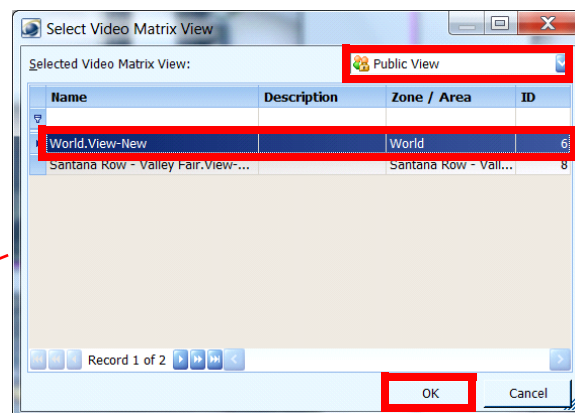 Select Video Matrix View
Selected Video Matrix View: Public View
Name Description Zone / Area ID
World.View-New World 6
Santana Row - Valley Fair.View-... Santana Row - Vall... 8
Record 1 of 2
OK Cancel